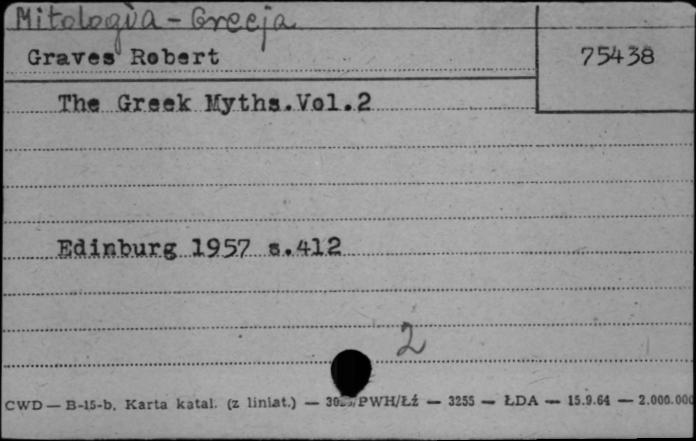 Mitologia - Grecja
Graves Robert
75438
The Greek Myths.Vol.2
Edinburg 1957 s.412
2
CWD — B-15-b. Karta katal. (z liniat.) — PWH/Łź — 3255 — ŁDA — 15.9.64 — 2.000.000